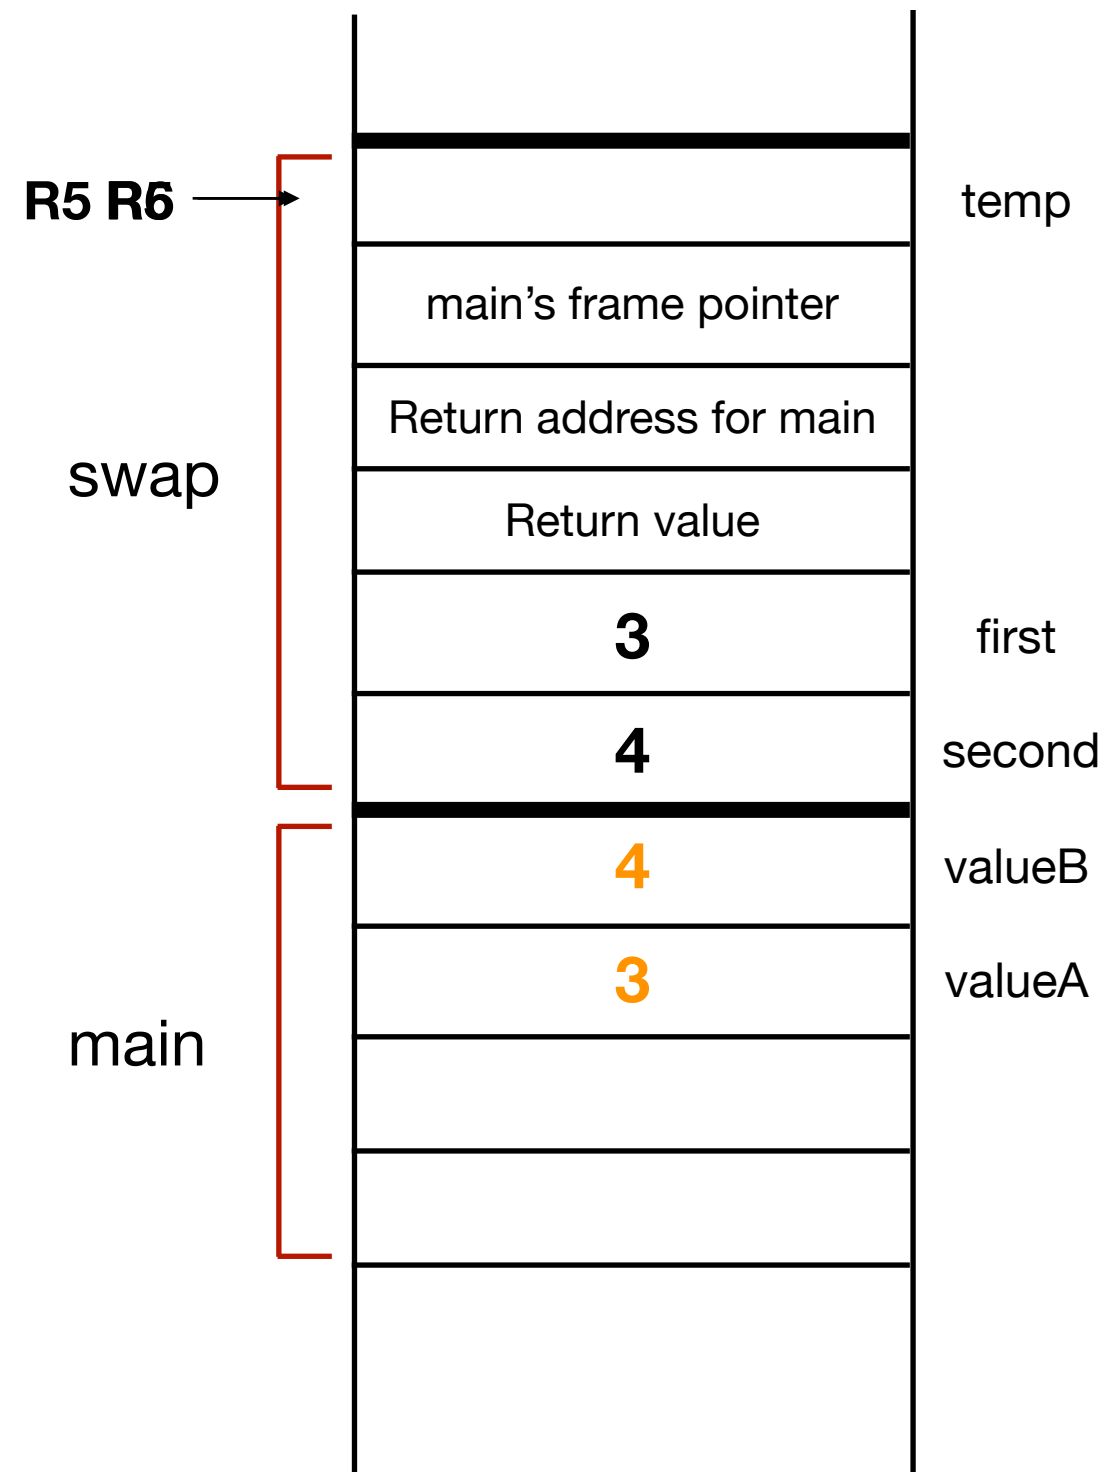 R5 R6 temp
main’s frame pointer
Return address for main
swap
Return value
3 first
4 second
4 valueB
3 valueA
main